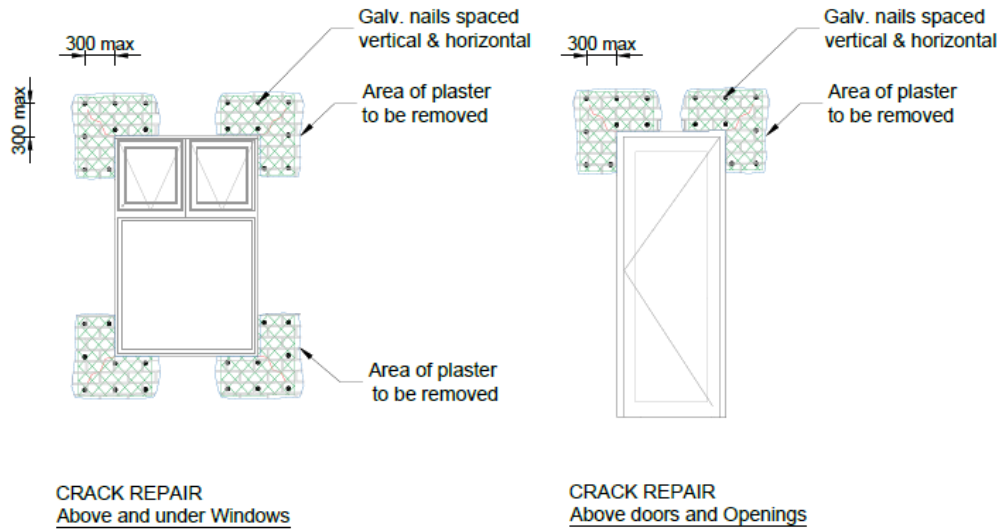 Galv. nails spaced
vertical & horizontal
300 max
Area of plaster
to be removed
300 max
Area of plaster
to be removed
CRACK REPAIR
Above and under Windows
Galv. nails spaced
vertical & horizontal
300 max
Area of plaster
to be removed
CRACK REPAIR
Above doors and Openings